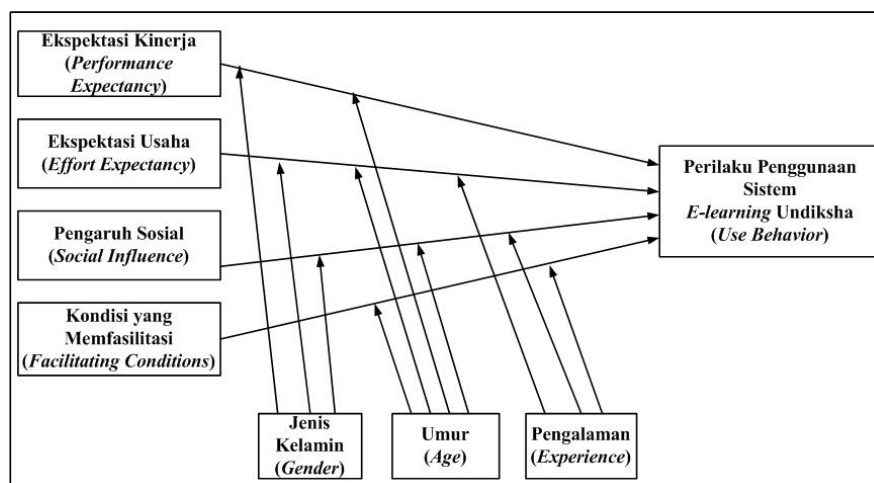 Ekspektasi Kinerja
(Performance
Expectancy)
Ekspektasi Usaha
(Effort Expectancy)
Pengaruh Sosial
(Social Influence)
Kondisi yang
Memfasilitasi
(Facilitating Conditions)
Perilaku Penggunaan
Sistem
E-learning Undiksha
(Use Behavior)
Jenis
Kelamin
(Gender)
Umur
(Age)
Pengalaman
(Experience)